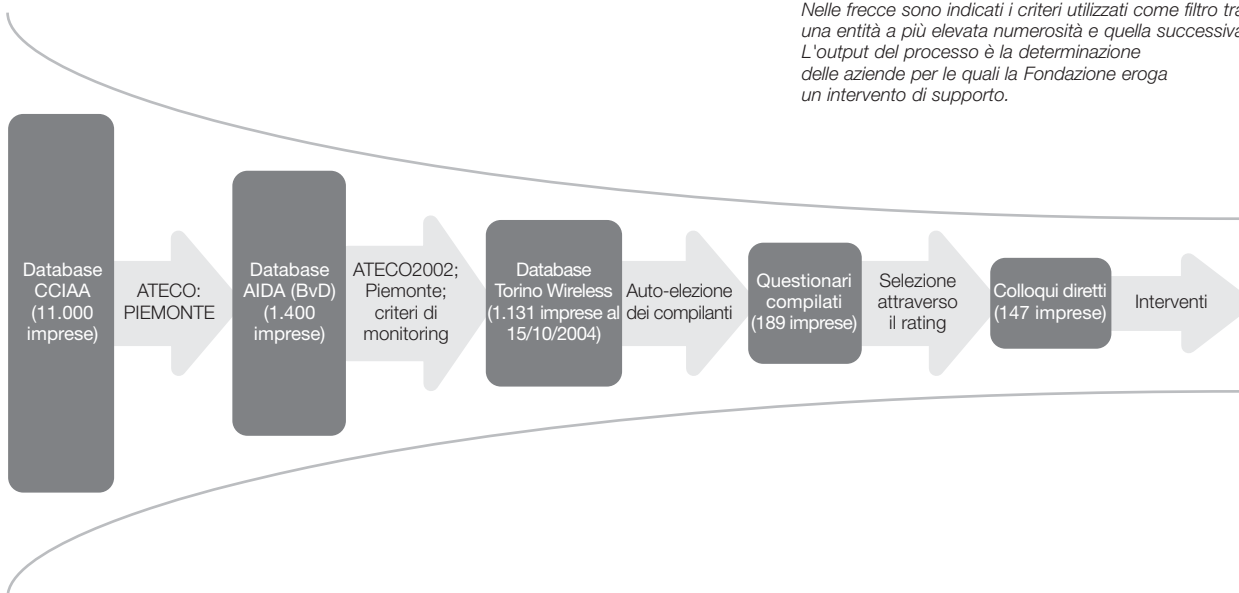 Nelle frecce sono indicati i criteri utilizzati come filtro tra
una entità a più elevata numerosità e quella successiva.
L'output del processo è la determinazione
delle aziende per le quali la Fondazione eroga
un intervento di supporto.
Database
CCIAA
(11.000
imprese)
ATECO:
PIEMONTE
Database
AIDA (BvD)
(1.400
imprese)
ATECO2002;
Piemonte;
criteri di
monitoring
Database
Torino Wireless
(1.131 imprese al
15/10/2004)
Auto-elezione
dei compilanti
Questionari
compilati
(189 imprese)
Selezione
attraverso
il rating
Colloqui diretti
(147 imprese)
Interventi